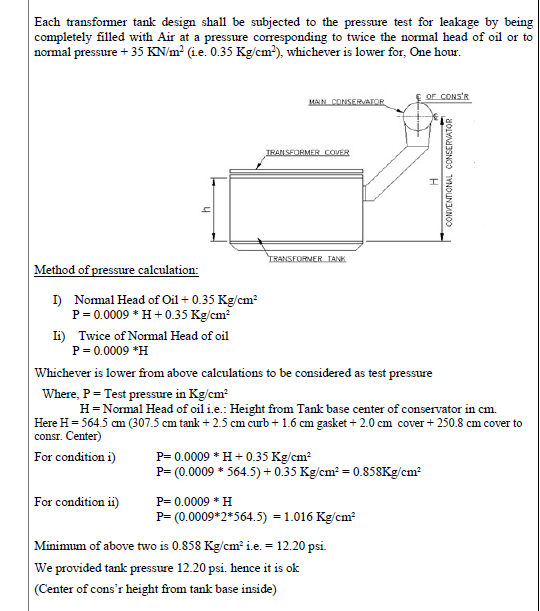 Each transformer tank design shall be subjected to the pressure test for leakage by being
completely filled with Air at a pressure corresponding to twice the normal head of oil or to
normal pressure + 35 KN/m² (i.e. 0.35 Kg/cm²), whichever is lower for, One hour.
MAIN CONSERVATOR
℄ OF CONS'R
TRANSFORMER COVER
CONVENTIONAL CONSERVATOR
H
h
TRANSFORMER TANK
Method of pressure calculation:
I) Normal Head of Oil + 0.35 Kg/cm²
P = 0.0009 * H + 0.35 Kg/cm²
Ii) Twice of Normal Head of oil
P = 0.0009 *H
Whichever is lower from above calculations to be considered as test pressure
Where, P = Test pressure in Kg/cm²
H = Normal Head of oil i.e.: Height from Tank base center of conservator in cm.
Here H = 564.5 cm (307.5 cm tank + 2.5 cm curb + 1.6 cm gasket + 2.0 cm cover + 250.8 cm cover to
consr. Center)
For condition i) P= 0.0009 * H + 0.35 Kg/cm²
P= (0.0009 * 564.5) + 0.35 Kg/cm² = 0.858Kg/cm²
For condition ii) P= 0.0009 * H
P= (0.0009*2*564.5) = 1.016 Kg/cm²
Minimum of above two is 0.858 Kg/cm² i.e. = 12.20 psi.
We provided tank pressure 12.20 psi. hence it is ok
(Center of cons'r height from tank base inside)